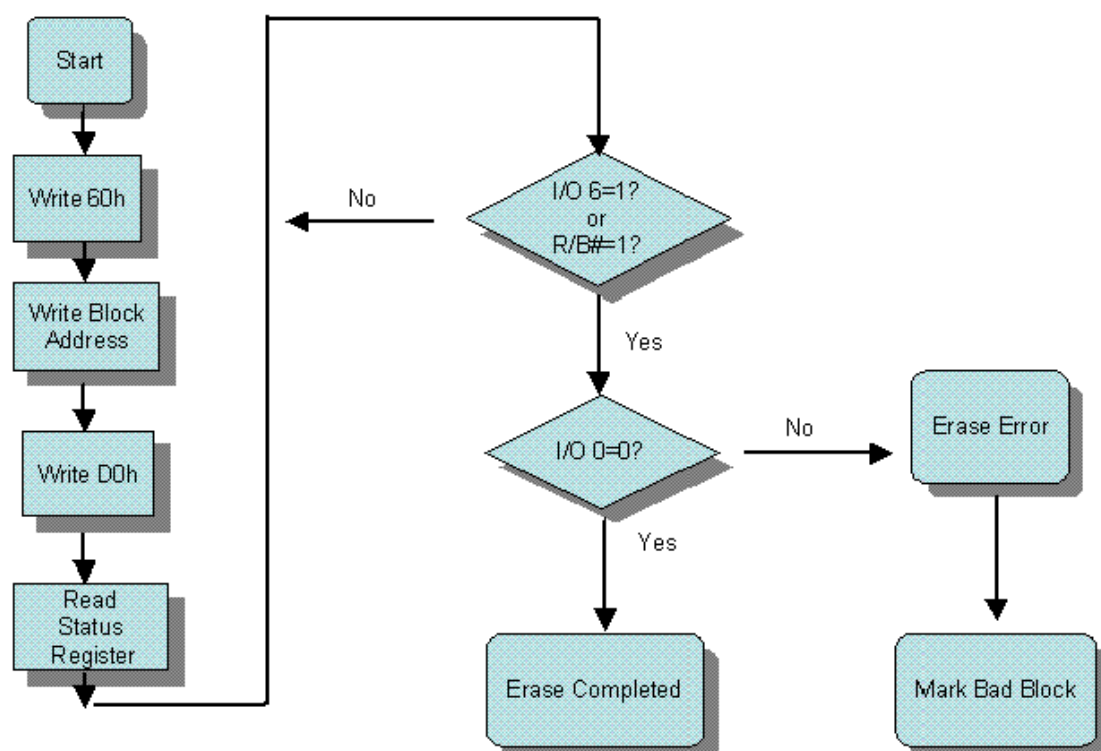 Start
Write 60h
Write Block
Address
Write D0h
Read
Status
Register
I/O 6=1?
or
R/B#=1?
No
Yes
I/O 0=0?
No
Erase Error
Yes
Erase Completed
Mark Bad Block